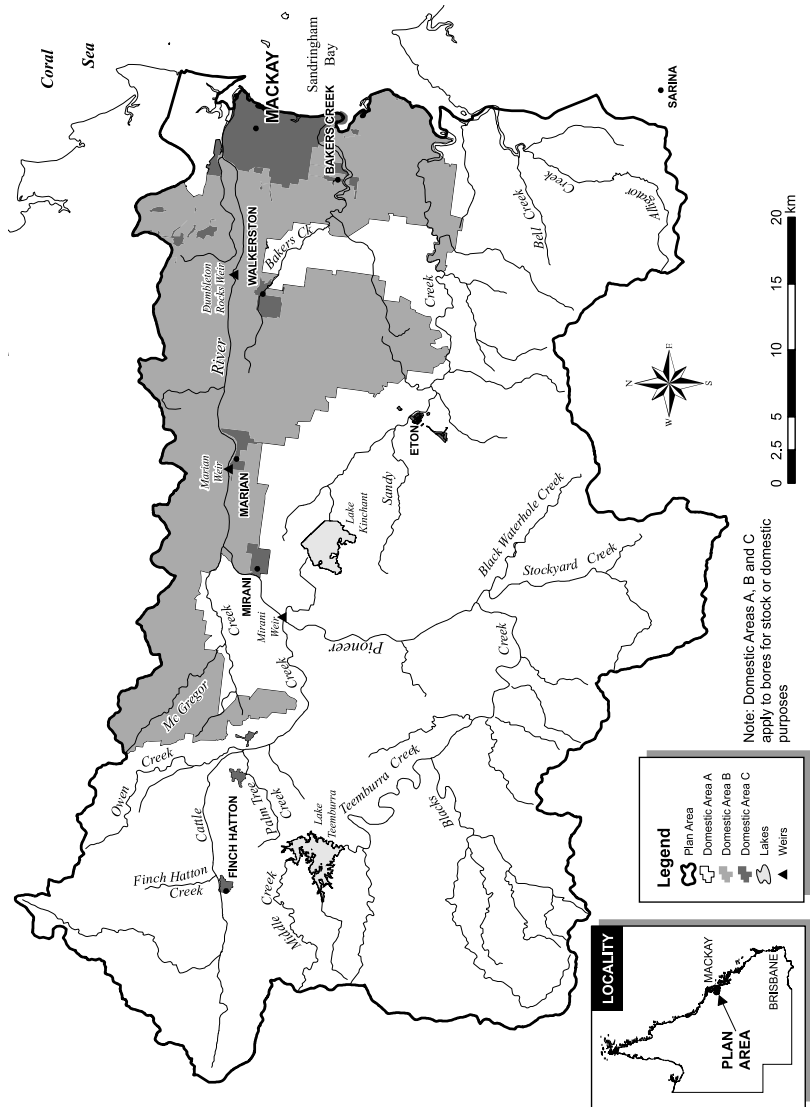 Coral
Sea
MACKAY
Sandringham
Bay
BAKERS CREEK
SARINA
WALKERSTON
Bakers Ck
Dumbleton
Rocks Weir
River
Bell Creek
Alligator
Creek
Creek
Marian
Weir
MARIAN
ETON
Sandy
Lake
Kinchant
MIRANI
Mirani
Weir
Creek
Mc Gregor
Creek
Pioneer
Black Waterhole Creek
Stockyard Creek
Creek
Owen
Creek
Cattle
FINCH HATTON
Finch Hatton
Creek
Palm Tree
Creek
Lake
Teemburra
Teemburra Creek
Blacks
Middle
Creek
N
E
S
W
0
2.5
5
10
15
20
km
Note: Domestic Areas A, B and C
apply to bores for stock or domestic
purposes
Legend
Plan Area
Domestic Area A
Domestic Area B
Domestic Area C
Lakes
Weirs
LOCALITY
MACKAY
PLAN
AREA
BRISBANE